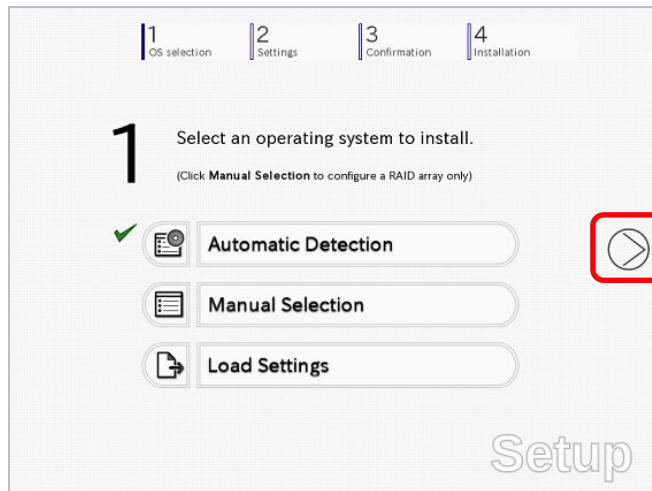 1
OS selection
2
Settings
3
Confirmation
4
Installation
1
Select an operating system to install.
(Click Manual Selection to configure a RAID array only)
Automatic Detection
Manual Selection
Load Settings
Setup